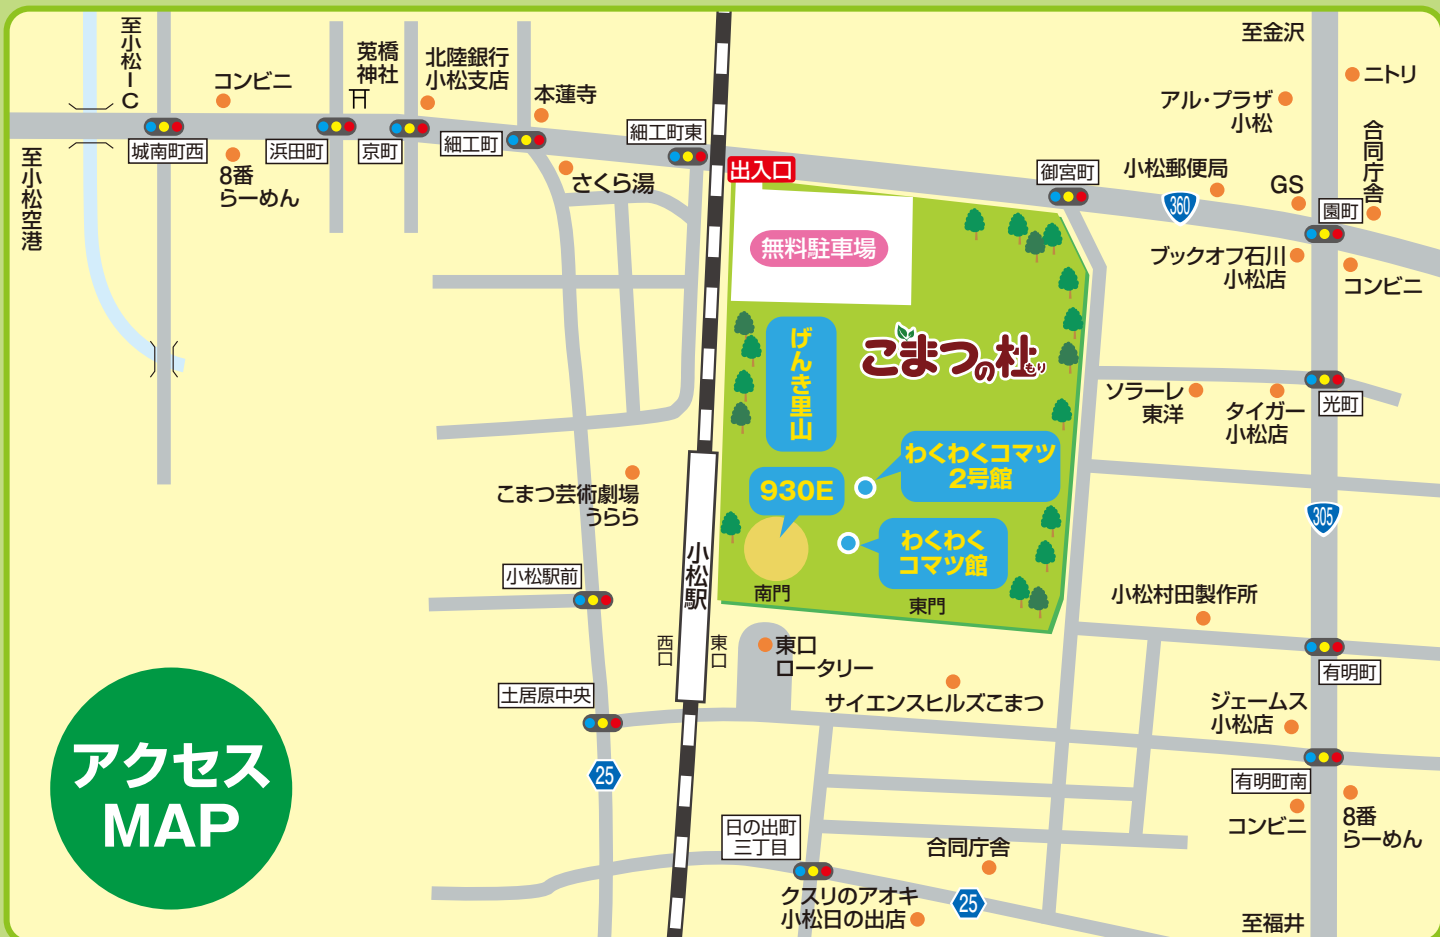 至小松IC
コンビニ
菟橋
神社
北陸銀行
小松支店
本蓮寺
細工町東
出入口
至金沢
ニトリ
アル・プラザ
小松
合同庁舎
城南町西
浜田町
京町
細工町
御宮町
小松郵便局
GS
360
園町
至小松空港
8番
らーめん
さくら湯
無料駐車場
ブックオフ石川
小松店
コンビニ
げんき里山
こまつの杜
もり
ソラーレ
東洋
タイガー
小松店
光町
わくわくコマツ
2号館
930E
こまつ芸術劇場
うらら
305
わくわく
コマツ館
小松駅
小松駅前
南門
東門
小松村田製作所
西口
東口
東口
ロータリー
有明町
土居原中央
サイエンスヒルズこまつ
ジェームス
小松店
アクセス
MAP
25
有明町南
コンビニ
8番
らーめん
日の出町
三丁目
合同庁舎
クスリのアオキ
小松日の出店
25
至福井